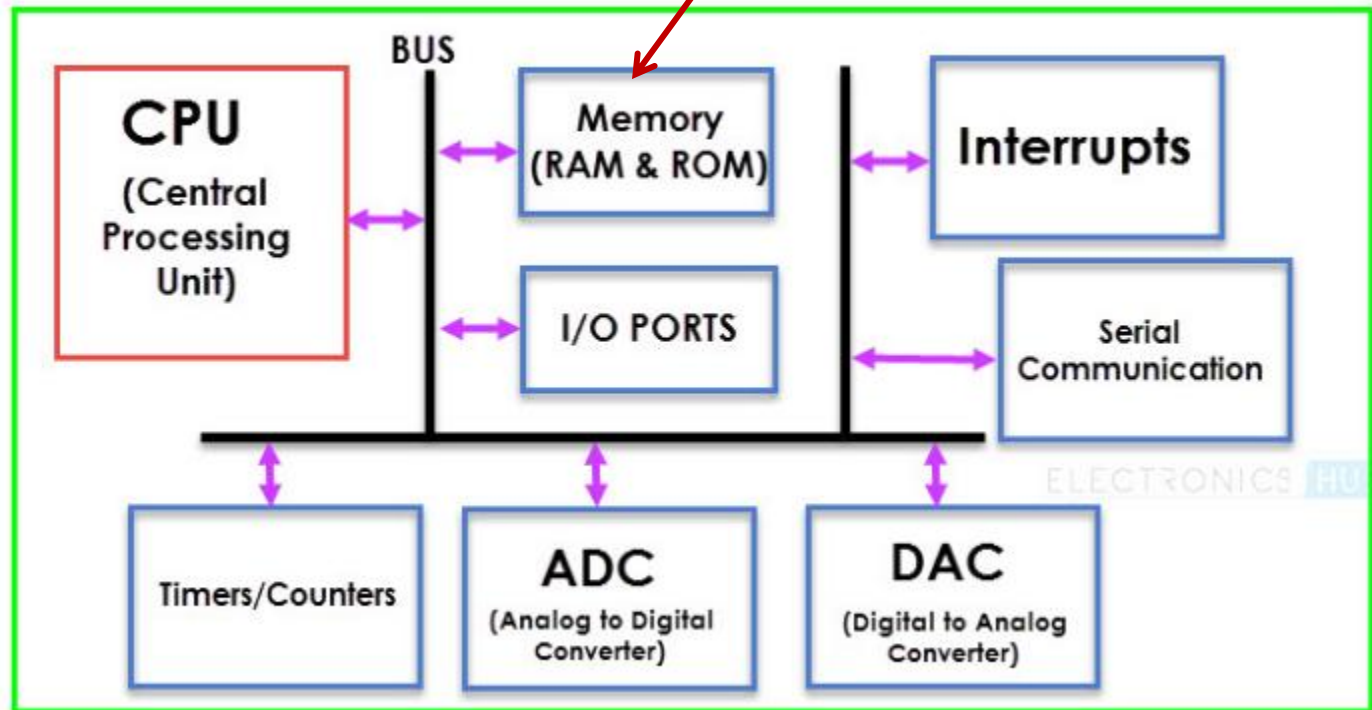 BUS
CPU
(Central
Processing
Unit)
Memory
(RAM & ROM)
Interrupts
I/O PORTS
Serial
Communication
ELECTRONICS HU
Timers/Counters
ADC
(Analog to Digital
Converter)
DAC
(Digital to Analog
Converter)